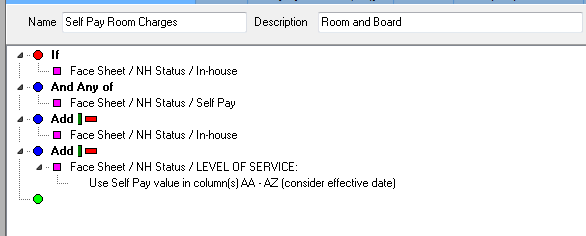 Name Self Pay Room Charges Description Room and Board
If
Face Sheet / NH Status / In-house
And Any of
Face Sheet / NH Status / Self Pay
Add
Face Sheet / NH Status / In-house
Add
Face Sheet / NH Status / LEVEL OF SERVICE:
Use Self Pay value in column(s) AA - AZ (consider effective date)